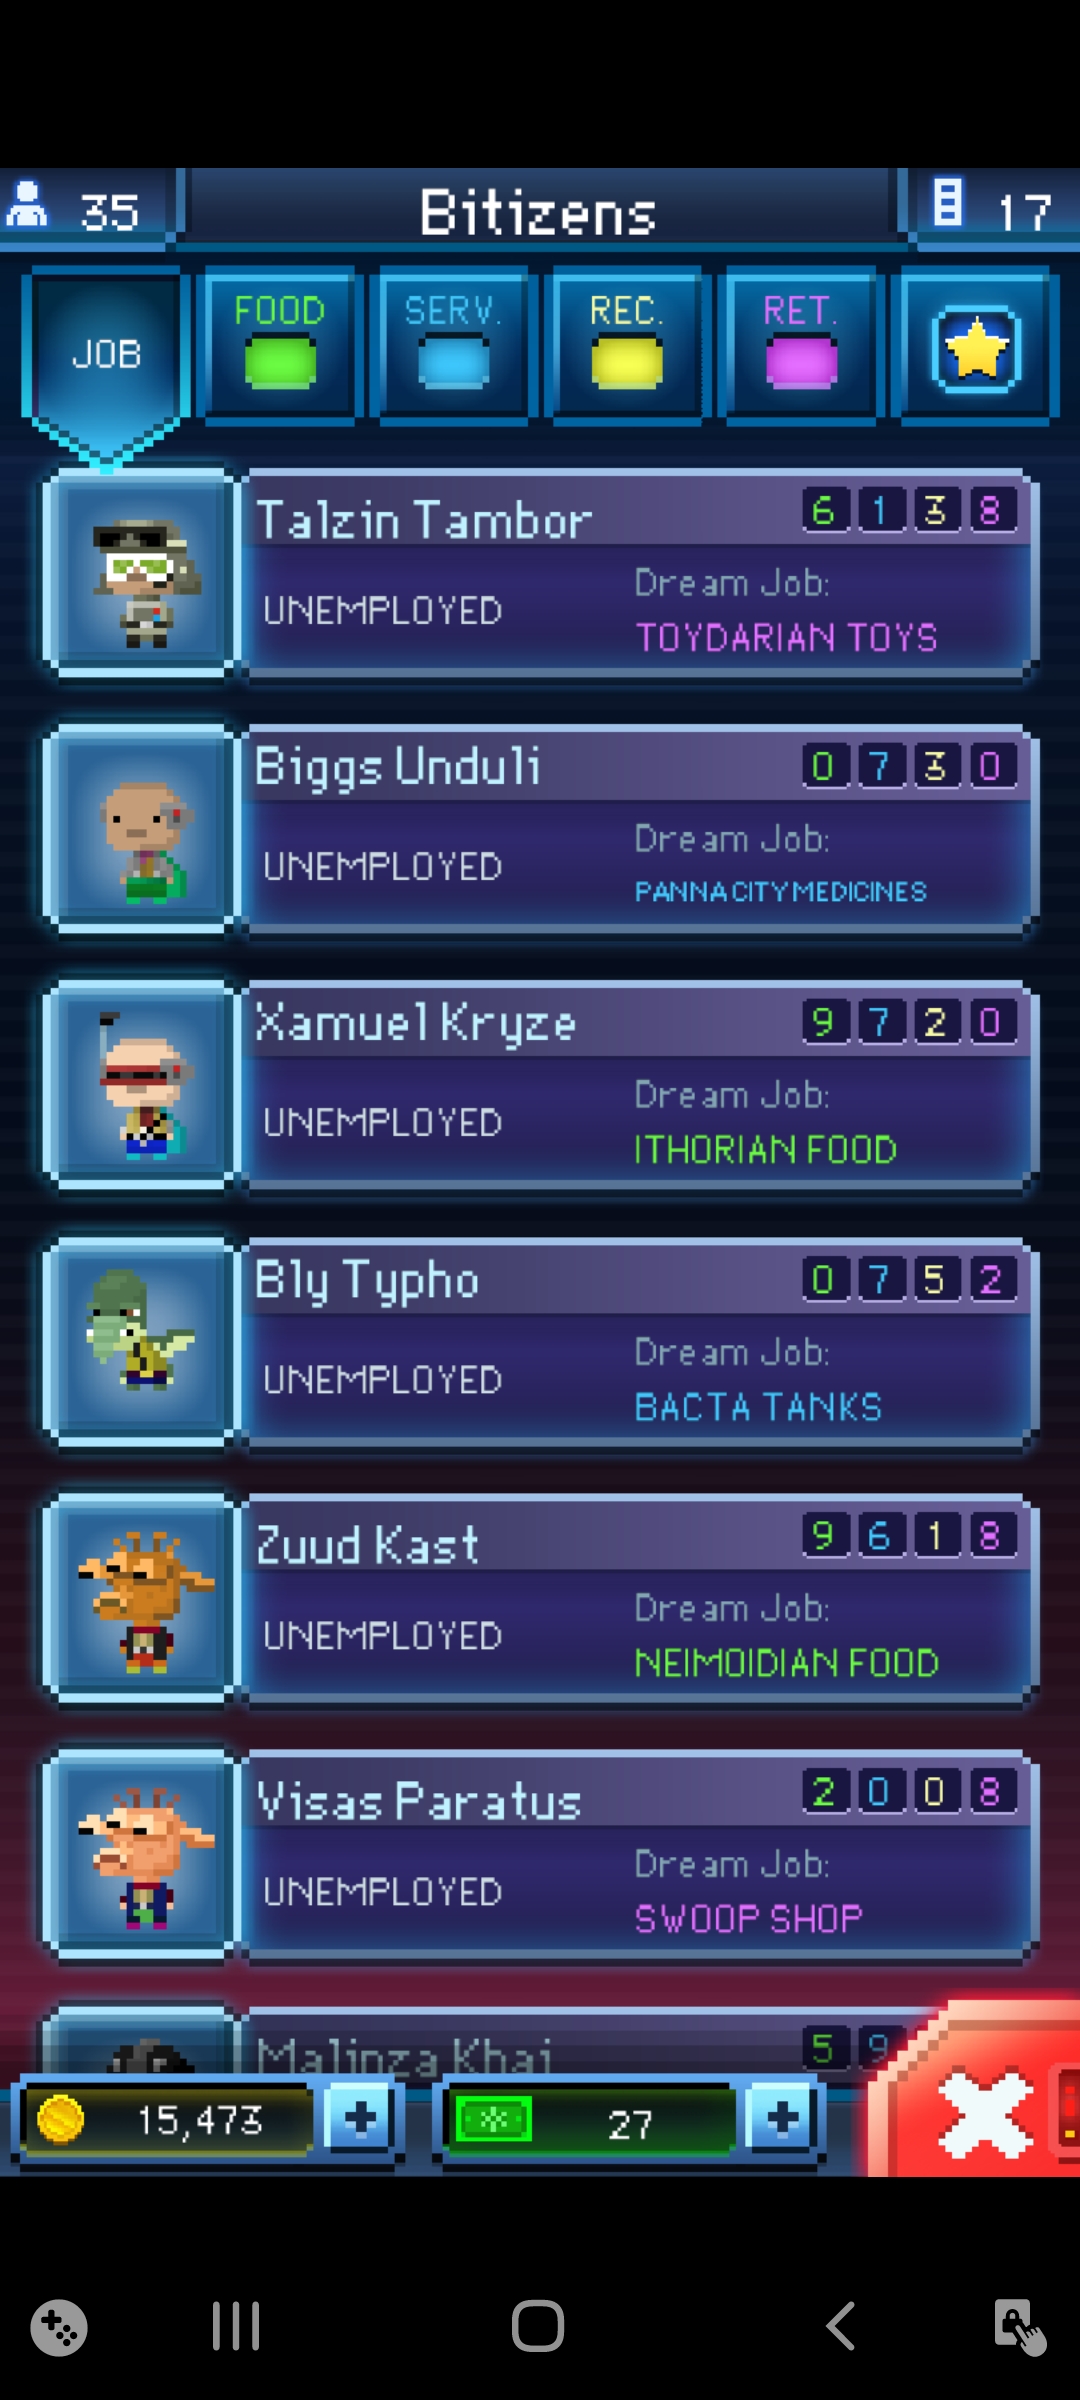 35 Bitizens 17
JOB FOOD SERV. REC. RET.
Talzin Tambor 6 1 3 8
UNEMPLOYED
Dream Job:
TOYDARIAN TOYS
Biggs Unduli 0 7 3 0
UNEMPLOYED
Dream Job:
PANNA CITY MEDICINES
Xamuel Kryze 9 7 2 0
UNEMPLOYED
Dream Job:
ITHORIAN FOOD
Bly Typho 0 7 5 2
UNEMPLOYED
Dream Job:
BACTA TANKS
Zuud Kast 9 6 1 8
UNEMPLOYED
Dream Job:
NEIMOIDIAN FOOD
Visas Paratus 2 0 0 8
UNEMPLOYED
Dream Job:
SWOOP SHOP
Malinza Khai 5 9
15,473 27